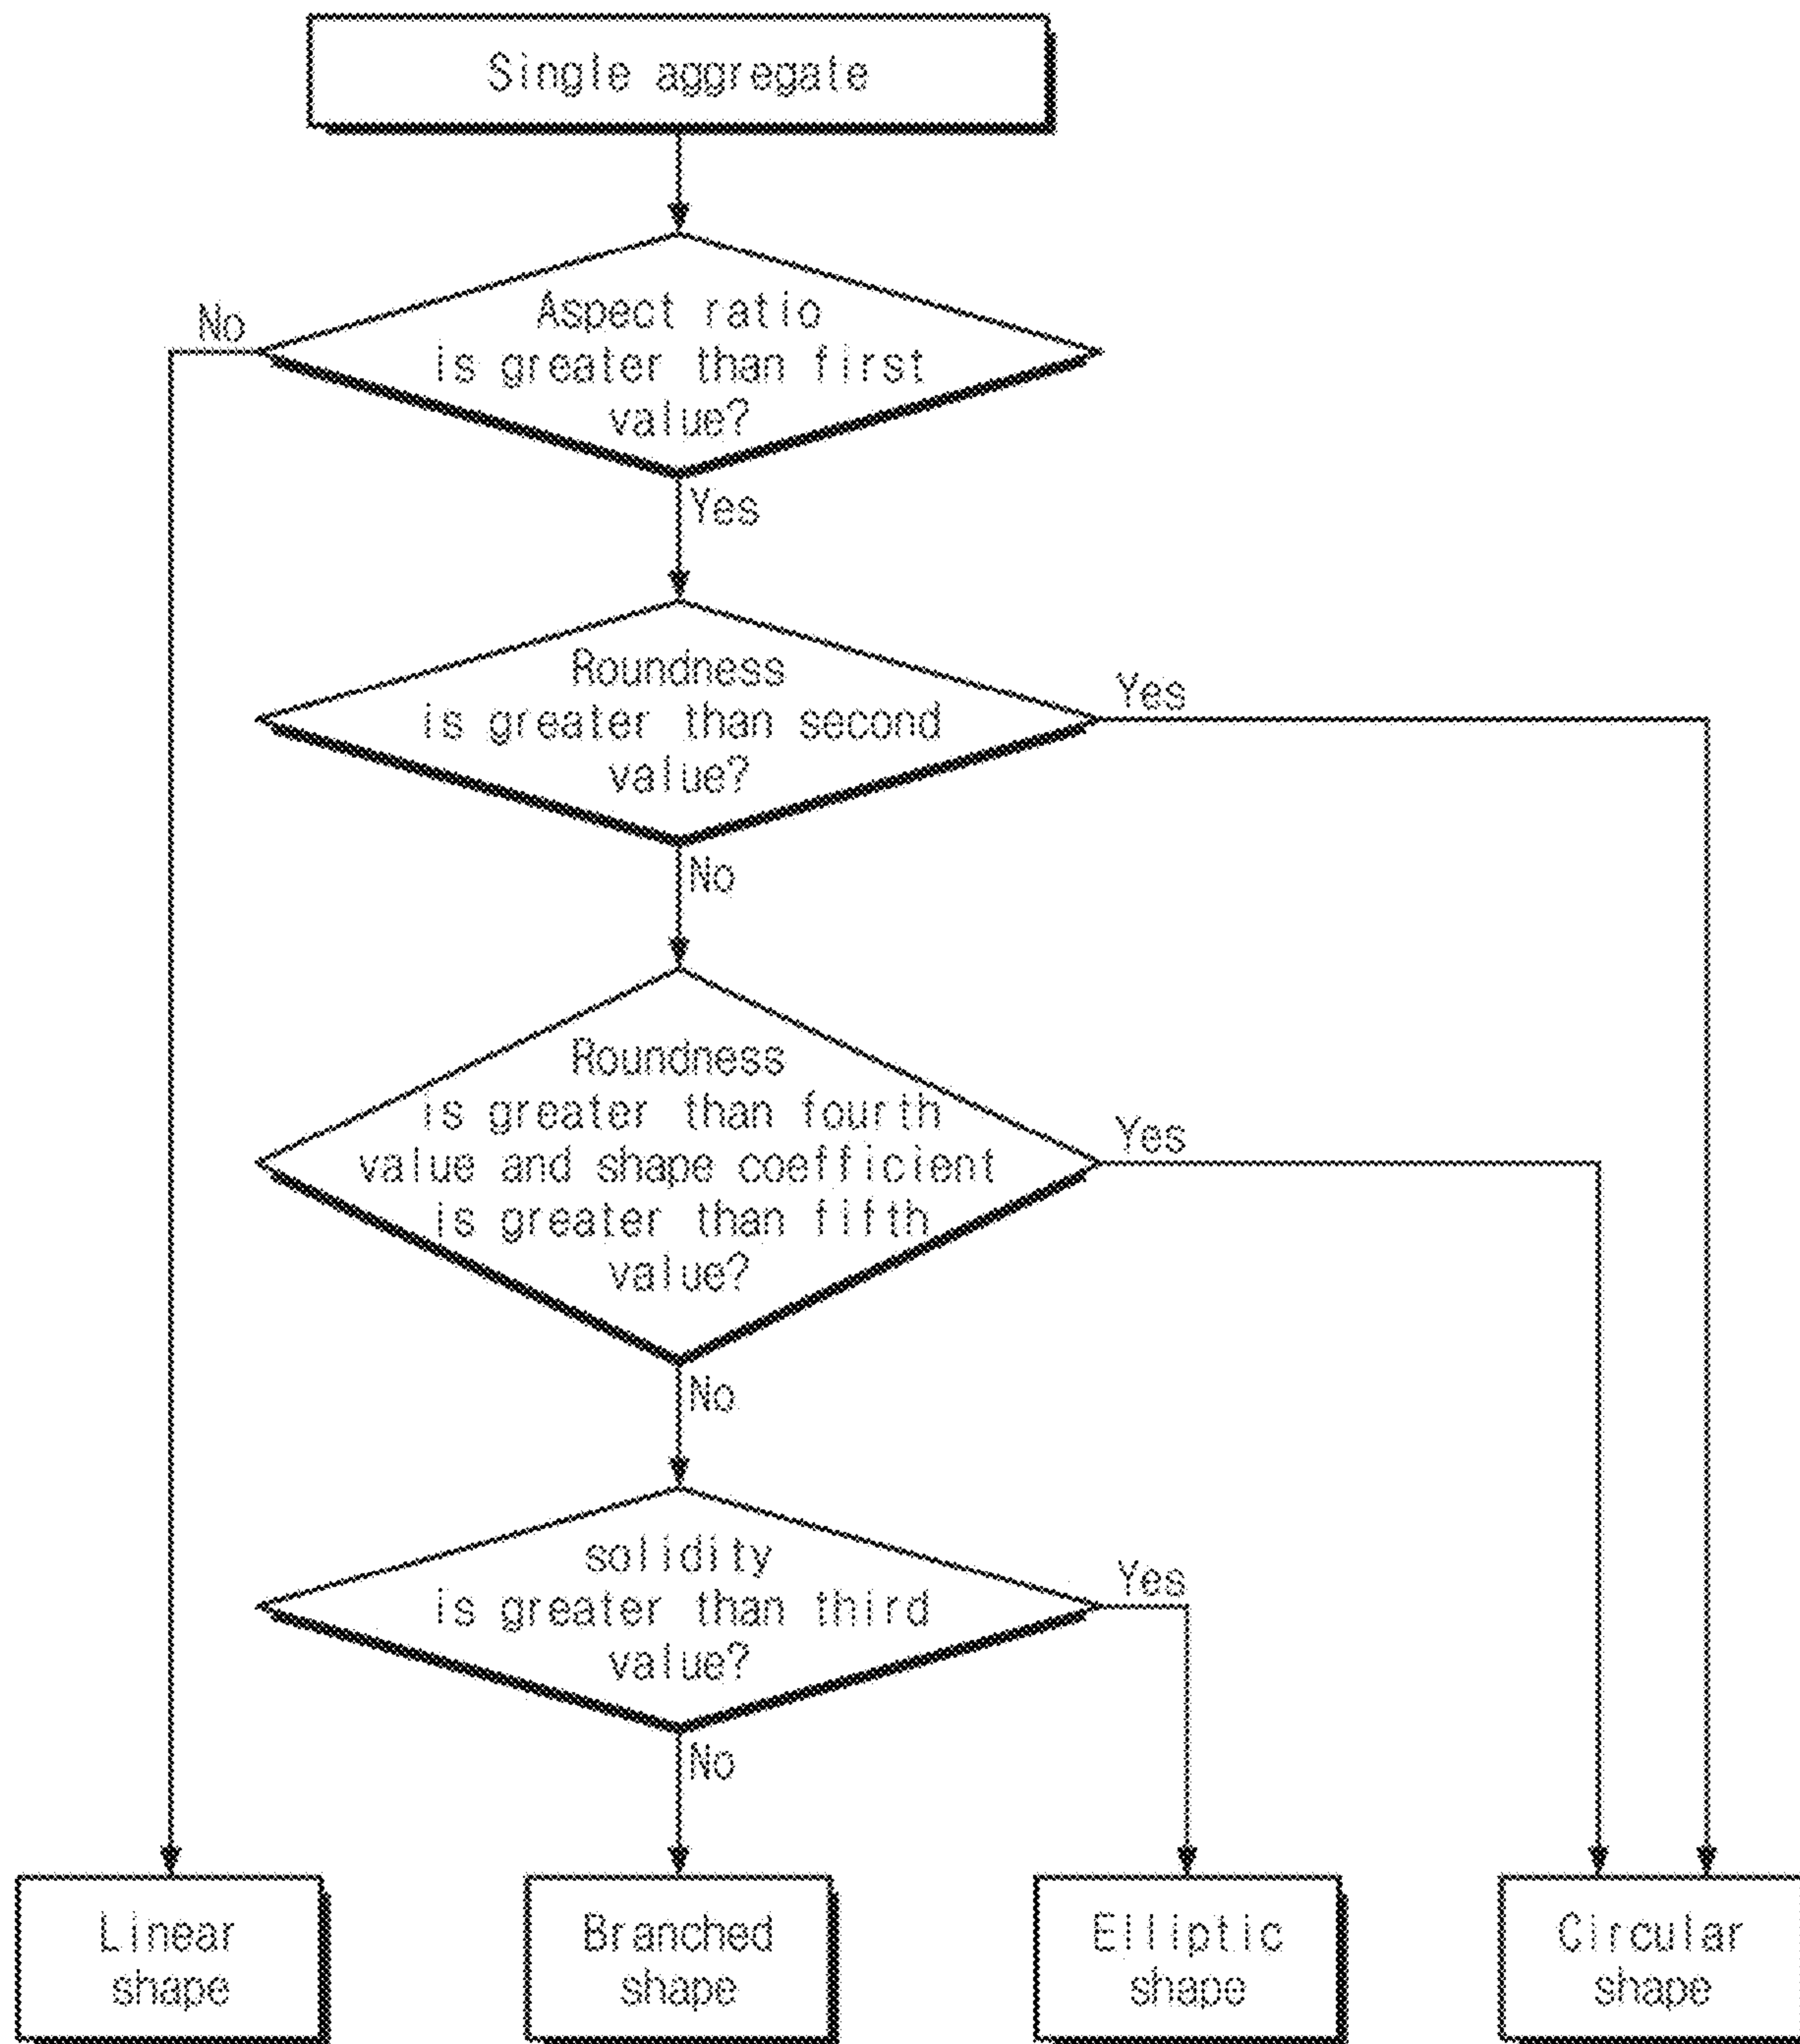 Single aggregate
No
Aspect ratio
is greater than first
value?
Yes
Roundness
is greater than second
value?
Yes
No
Roundness
is greater than fourth
value and shape coefficient
is greater than fifth
value?
Yes
No
solidity
is greater than third
value?
Yes
No
Linear
shape
Branched
shape
Elliptic
shape
Circular
shape